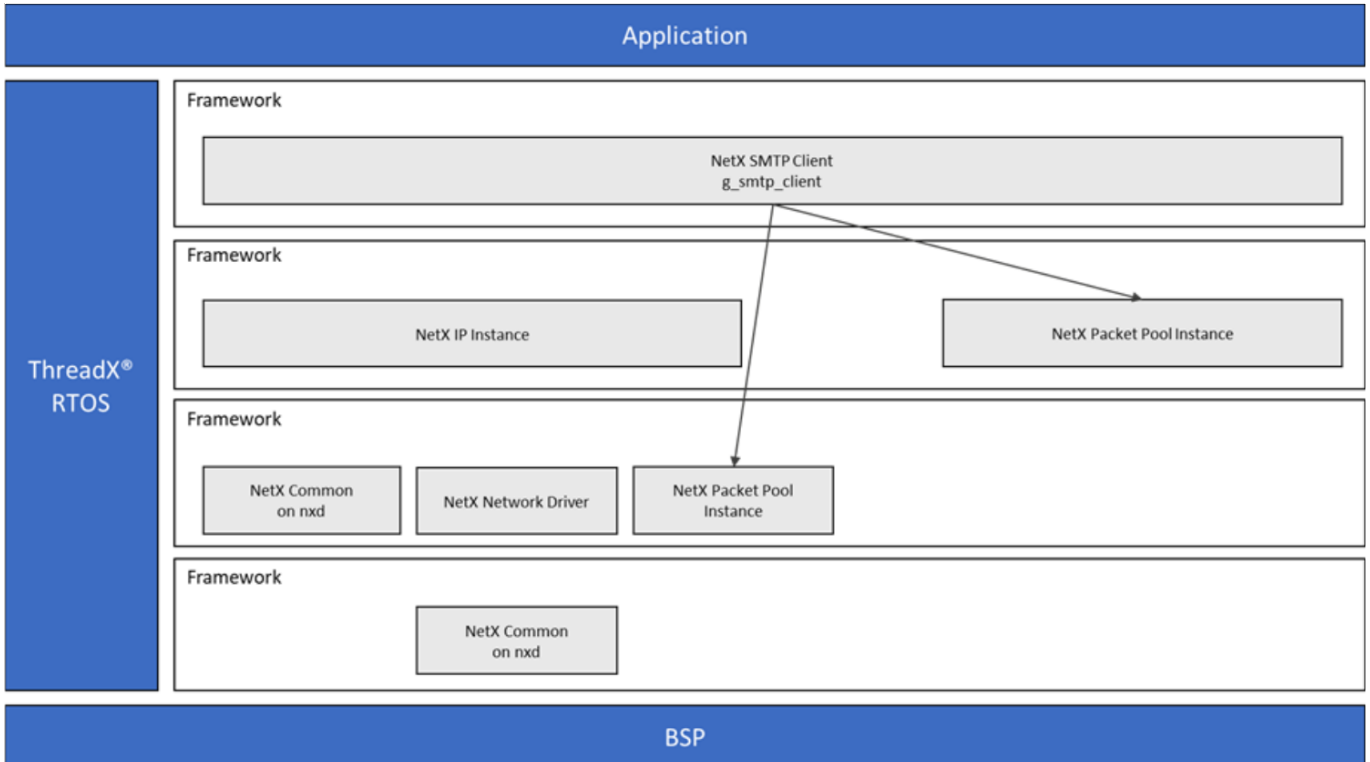 Application
ThreadX®
RTOS
Framework
NetX SMTP Client
g_smtp_client
Framework
NetX IP Instance
NetX Packet Pool Instance
Framework
NetX Common
on nxd
NetX Network Driver
NetX Packet Pool
Instance
Framework
NetX Common
on nxd
BSP